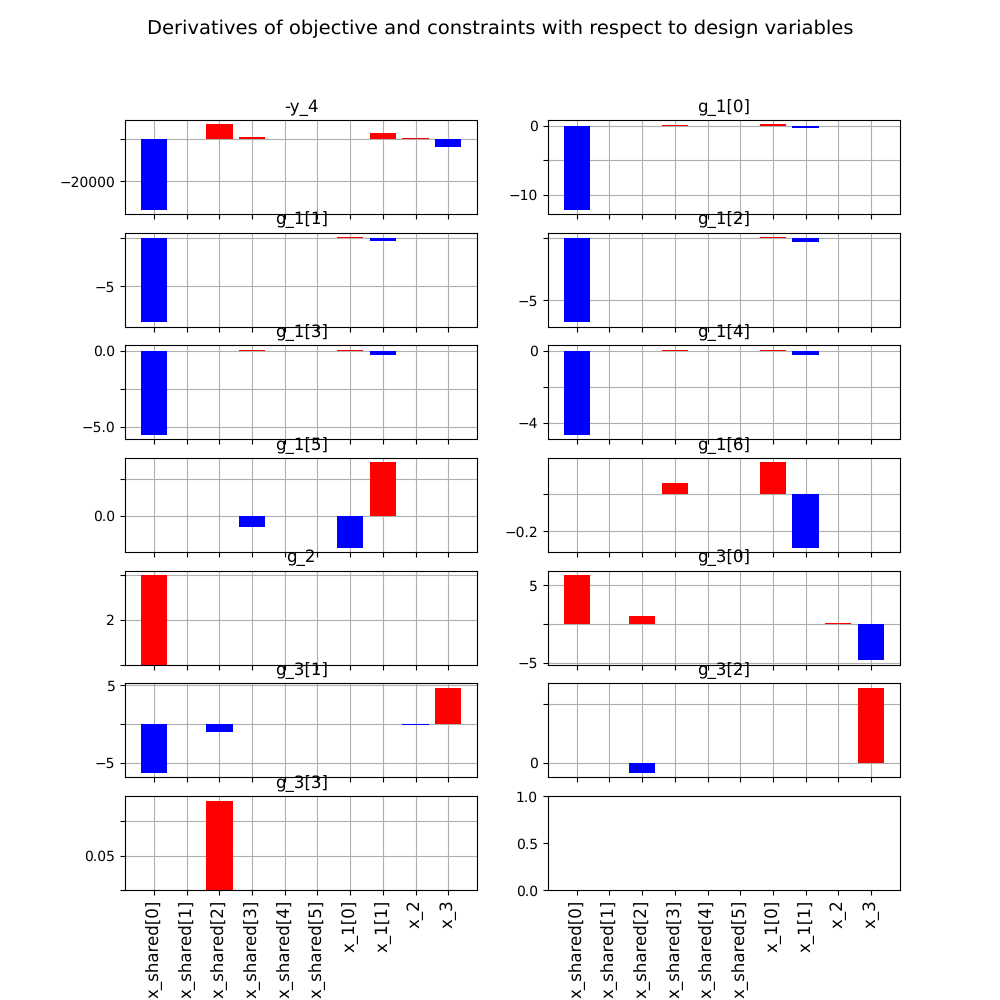 Derivatives of objective and constraints with respect to design variables
-y_4
g_1[0]
−20000
0
−10
g_1[1]
g_1[2]
−5
−5
g_1[3]
g_1[4]
0.0
−5.0
0
−4
g_1[5]
g_1[6]
0.0
−0.2
g_2
g_3[0]
2
5
−5
g_3[1]
g_3[2]
5
−5
0
g_3[3]
0.05
1.0
0.5
0.0
x_shared[0]
x_shared[1]
x_shared[2]
x_shared[3]
x_shared[4]
x_shared[5]
x_1[0]
x_1[1]
x_2
x_3
x_shared[0]
x_shared[1]
x_shared[2]
x_shared[3]
x_shared[4]
x_shared[5]
x_1[0]
x_1[1]
x_2
x_3